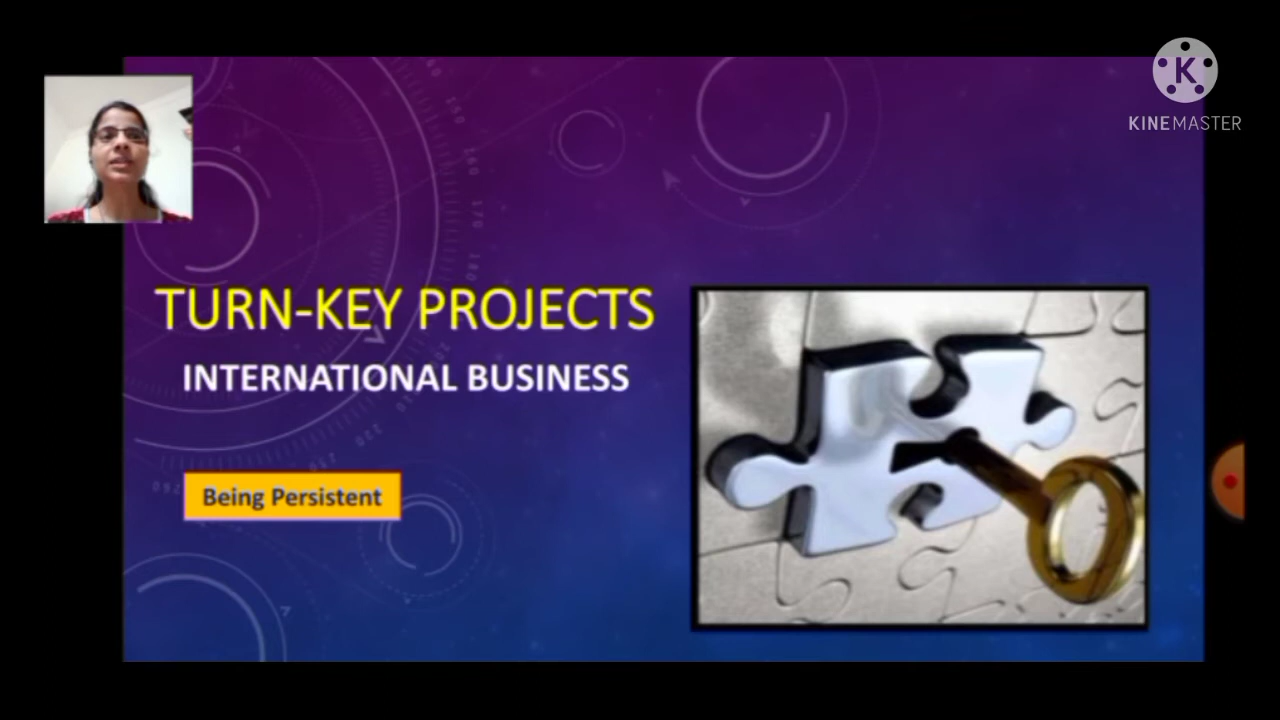 KINEMASTER
TURN-KEY PROJECTS
INTERNATIONAL BUSINESS
Being Persistent